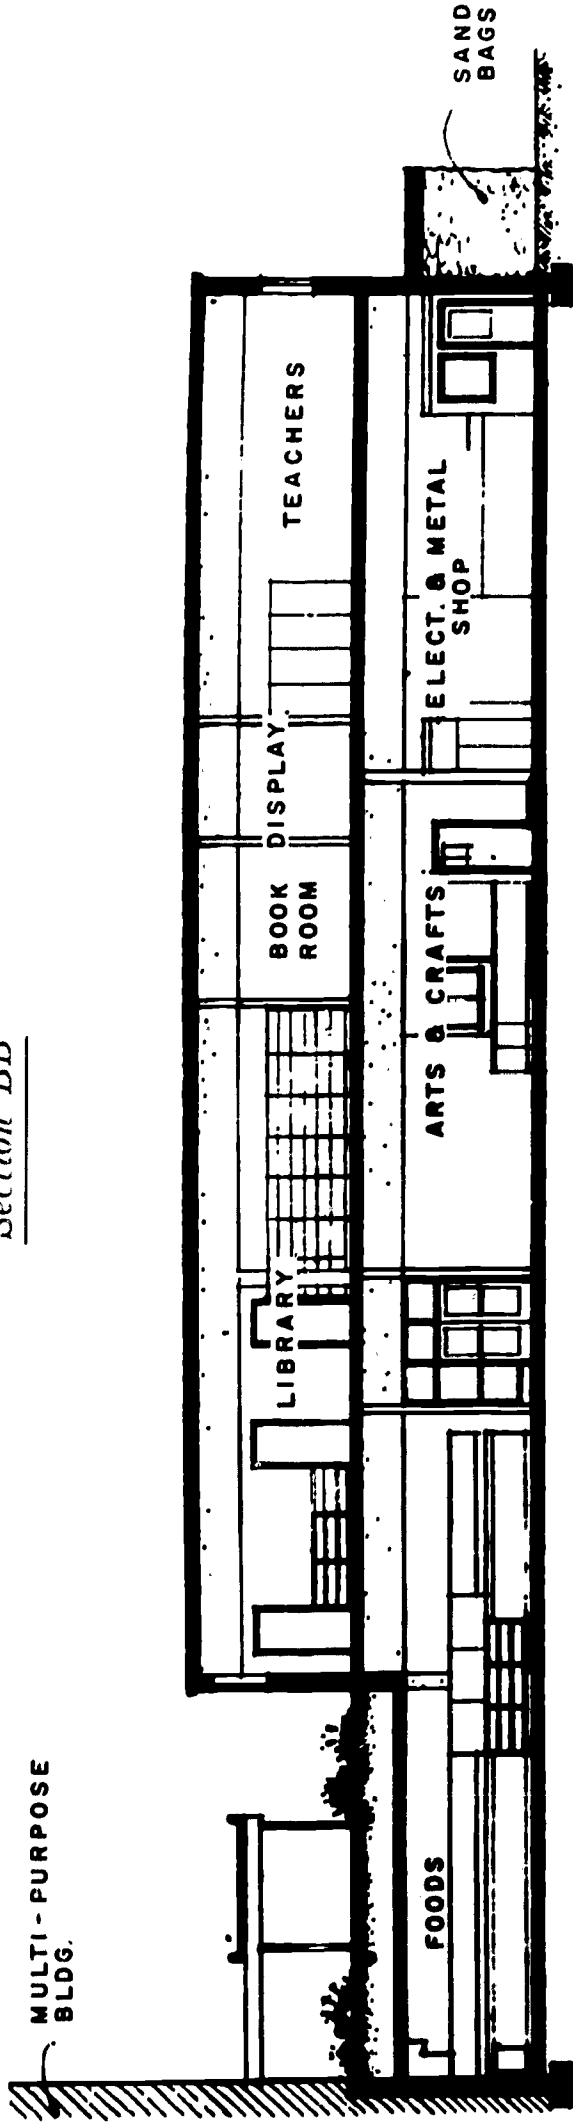 Section BB
MULTI-PURPOSE
BLDG.
LIBRARY
BOOK
ROOM
DISPLAY
TEACHERS
SAND
BAGS
FOODS
ARTS & CRAFTS
ELECT. & METAL
SHOP